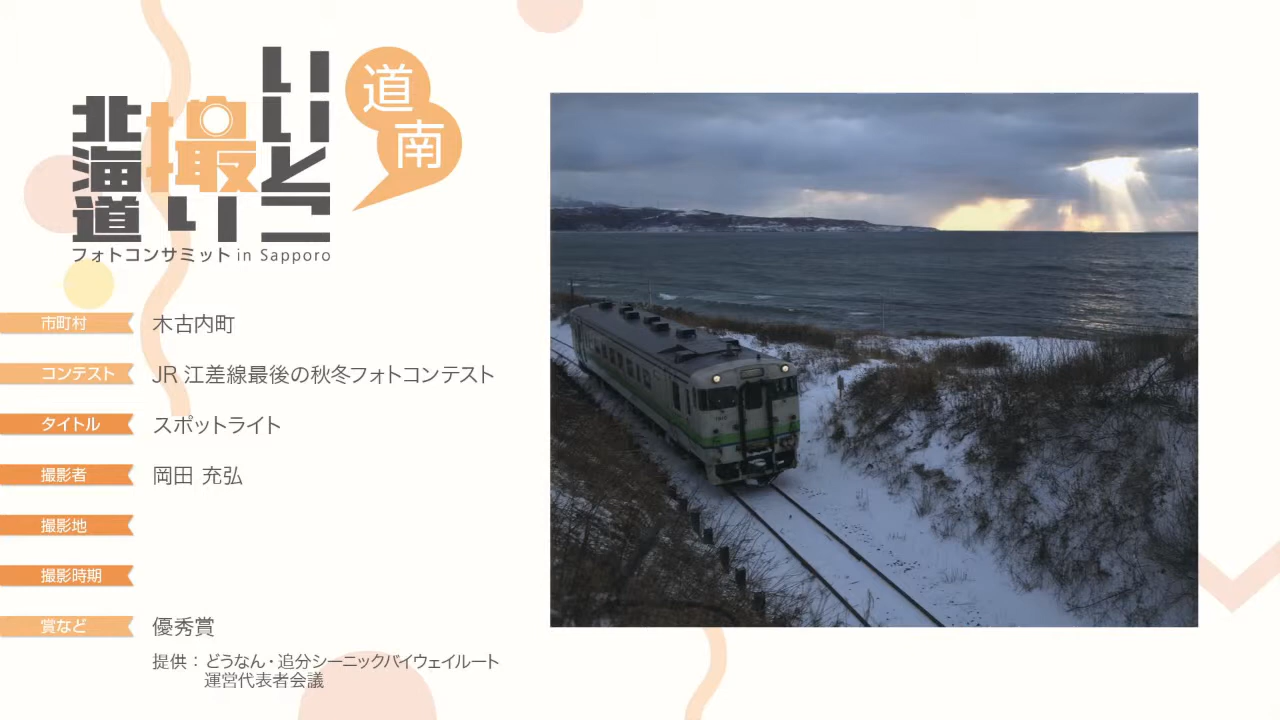 北海道
撮り
いいとこ
道南
フォトコンサミット in Sapporo
市町村 木古内町
コンテスト JR 江差線最後の秋冬フォトコンテスト
タイトル スポットライト
撮影者 岡田 充弘
撮影地
撮影時期
賞など 優秀賞
提供：どうなん・追分シーニックバイウェイルート
運営代表者会議